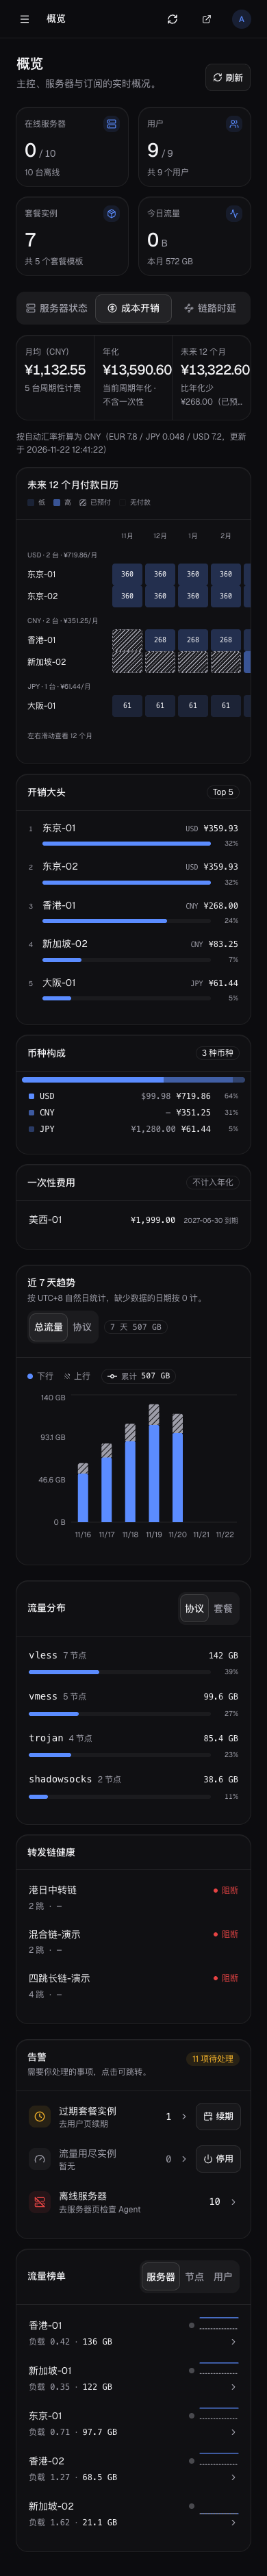 概览
A
概览
主控、服务器与订阅的实时概况。
刷新
在线服务器
0 / 10
10 台离线
用户
9 / 9
共 9 个用户
套餐实例
7
共 5 个套餐模板
今日流量
0 B
本月 572 GB
服务器状态
成本开销
链路时延
月均（CNY）
¥1,132.55
5 台周期性计费
年化
¥13,590.60
当前周期年化 ·
不含一次性
未来 12 个月
¥13,322.60
比年化少
¥268.00（已预…
按自动汇率折算为 CNY（EUR 7.8 / JPY 0.048 / USD 7.2，更新
于 2026-11-22 12:41:22）
未来 12 个月付款日历
低 高 已预付 无付款
11月 12月 1月 2月
USD · 2 台 · ¥719.86/月
东京-01 360 360 360 360
东京-02 360 360 360 360
CNY · 2 台 · ¥351.25/月
香港-01 268 268 268
新加坡-02
JPY · 1 台 · ¥61.44/月
大阪-01 61 61 61 61
左右滑动查看 12 个月
开销大头
Top 5
1 东京-01 USD ¥359.93
32%
2 东京-02 USD ¥359.93
32%
3 香港-01 CNY ¥268.00
24%
4 新加坡-02 CNY ¥83.25
7%
5 大阪-01 JPY ¥61.44
5%
币种构成
3 种币种
USD $99.98 ¥719.86 64%
CNY — ¥351.25 31%
JPY ¥1,280.00 ¥61.44 5%
一次性费用
不计入年化
美西-01 ¥1,999.00 2027-06-30 到期
近 7 天趋势
按 UTC+8 自然日统计，缺少数据的日期按 0 计。
总流量 协议 7 天 507 GB
下行 上行 累计 507 GB
140 GB
93.1 GB
46.6 GB
0 B
11/16 11/17 11/18 11/19 11/20 11/21 11/22
流量分布
协议 套餐
vless 7 节点 142 GB
39%
vmess 5 节点 99.6 GB
27%
trojan 4 节点 85.4 GB
23%
shadowsocks 2 节点 38.6 GB
11%
转发链健康
港日中转链 阻断
2 跳 · —
混合链-演示 阻断
2 跳 · —
四跳长链-演示 阻断
4 跳 · —
告警
11 项待处理
需要你处理的事项，点击可跳转。
过期套餐实例
去用户页续期
1
续期
流量用尽实例
暂无
0
停用
离线服务器
去服务器页检查 Agent
10
流量榜单
服务器 节点 用户
香港-01
负载 0.42 · 136 GB
新加坡-01
负载 0.35 · 122 GB
东京-01
负载 0.71 · 97.7 GB
香港-02
负载 1.27 · 68.5 GB
新加坡-02
负载 1.62 · 21.1 GB